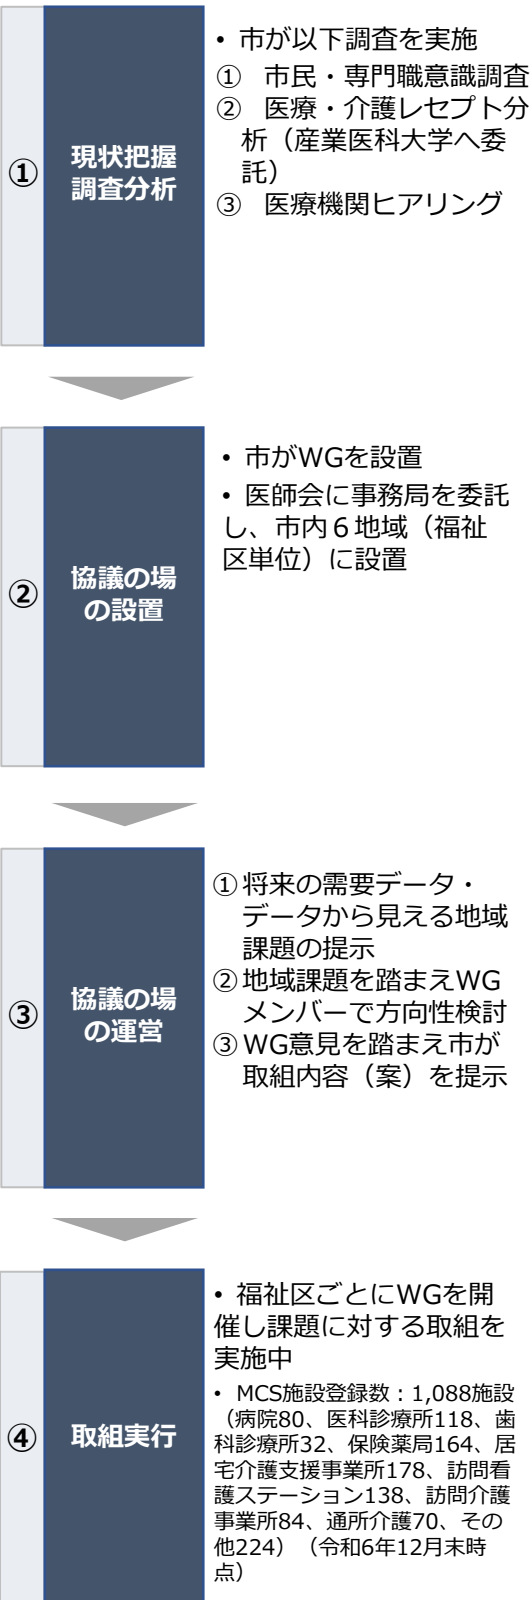 ①
現状把握
調査分析
• 市が以下調査を実施
① 市民・専門職意識調査
② 医療・介護レセプト分
析（産業医科大学へ委
託）
③ 医療機関ヒアリング
②
協議の場
の設置
• 市がWGを設置
• 医師会に事務局を委託
し、市内６地域（福祉
区単位）に設置
③
協議の場
の運営
①将来の需要データ・
データから見える地域
課題の提示
②地域課題を踏まえWG
メンバーで方向性検討
③WG意見を踏まえ市が
取組内容（案）を提示
④
取組実行
• 福祉区ごとにWGを開
催し課題に対する取組を
実施中
• MCS施設登録数：1,088施設
（病院80、医科診療所118、歯
科診療所32、保険薬局164、居
宅介護支援事業所178、訪問看
護ステーション138、訪問介護
事業所84、通所介護70、その
他224）（令和6年12月末時
点）